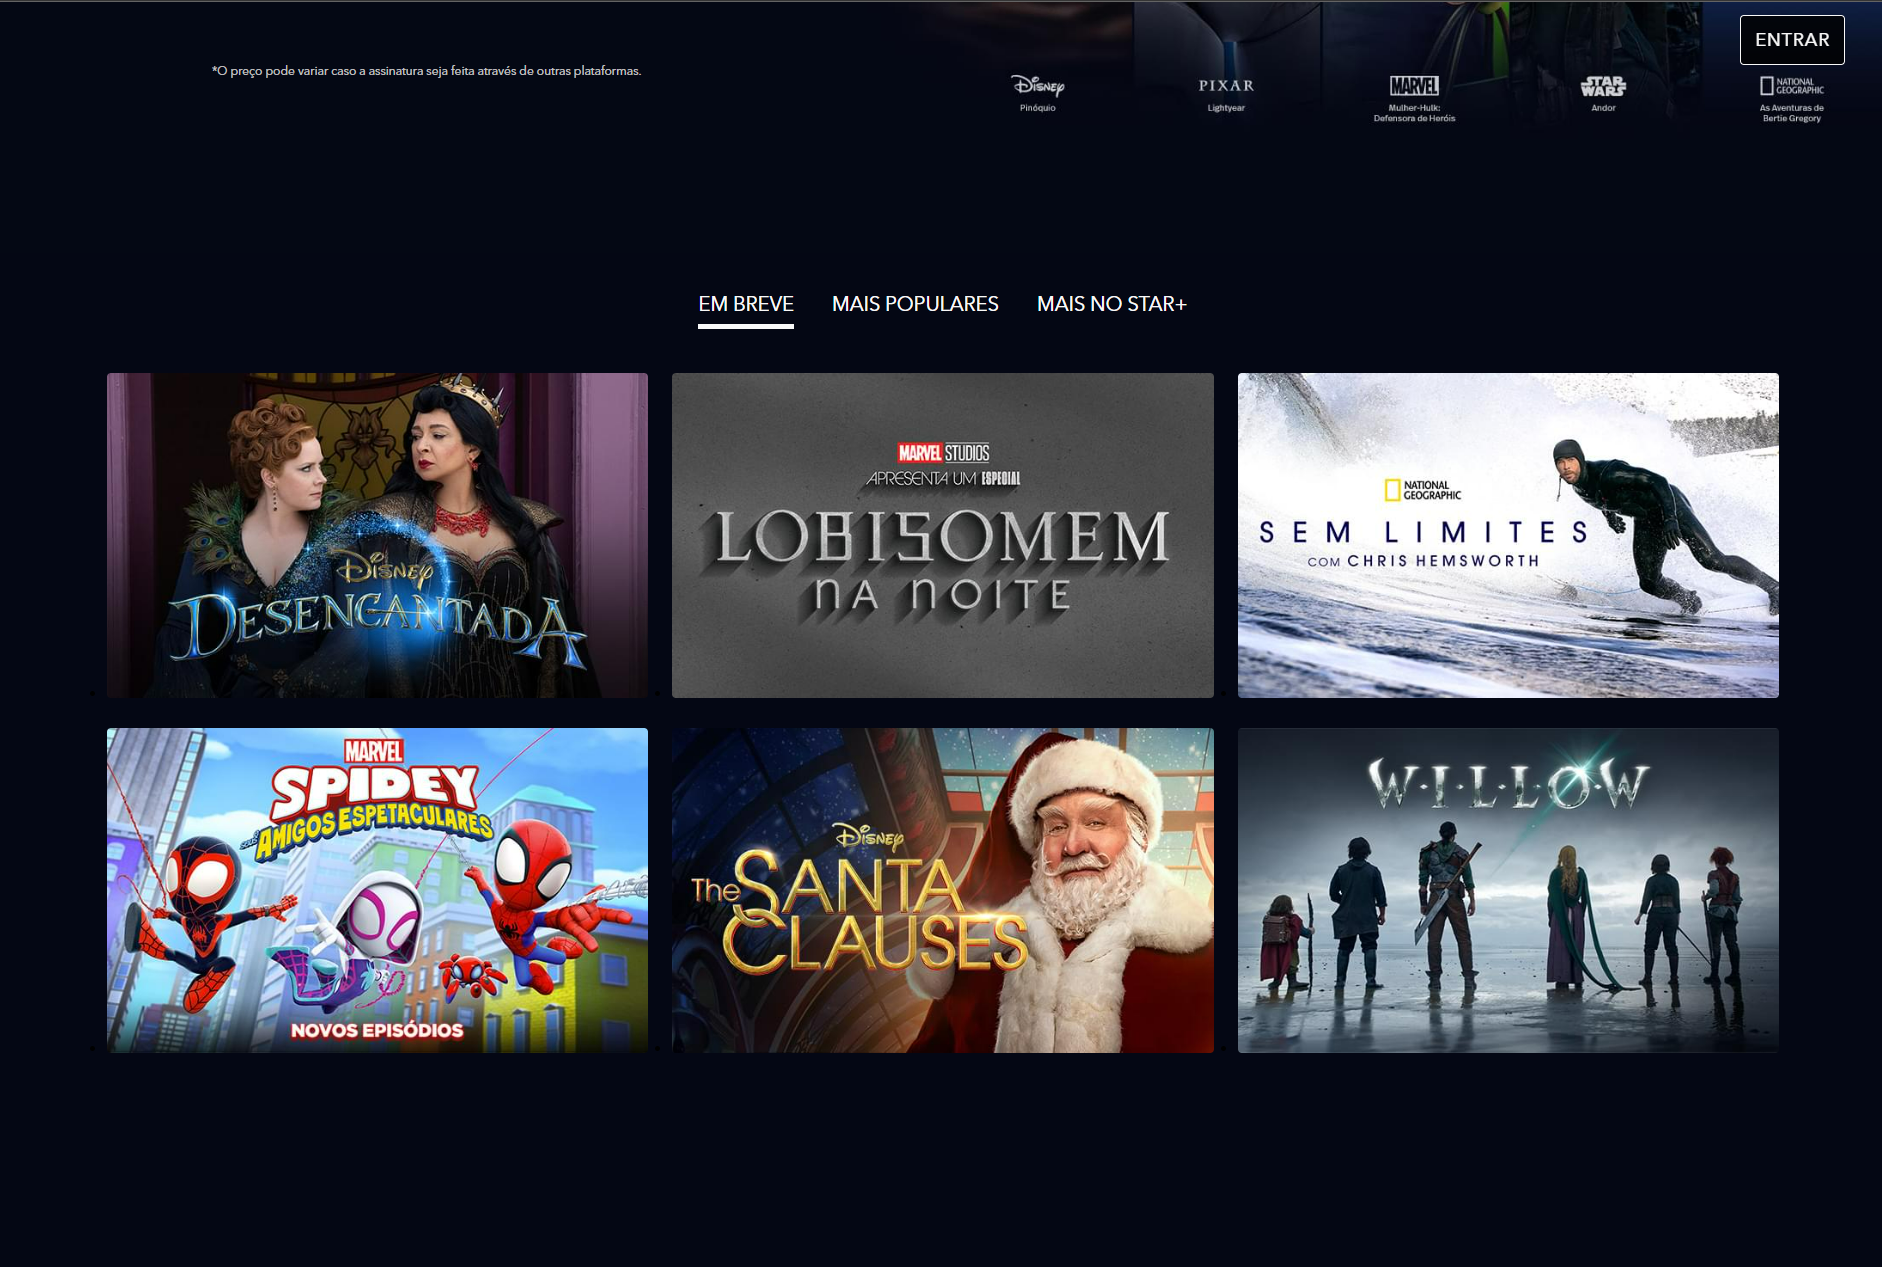 ENTRAR
*O preço pode variar caso a assinatura seja feita através de outras plataformas.
Disney
Pinóquio
PIXAR
Lightyear
MARVEL
Mulher-Hulk:
Defensora de Heróis
STAR
WARS
Andor
NATIONAL
GEOGRAPHIC
As Aventuras de
Bertie Gregory
EM BREVE
MAIS POPULARES
MAIS NO STAR+
Disney
DESENCANTADA
MARVEL STUDIOS
APRESENTA UM ESPECIAL
LOBISOMEM
NA NOITE
NATIONAL
GEOGRAPHIC
SEM LIMITES
COM CHRIS HEMSWORTH
MARVEL
SPIDEY
E SEUS AMIGOS ESPETACULARES
NOVOS EPISÓDIOS
Disney
The SANTA
CLAUSES
W·I·L·L·O·W